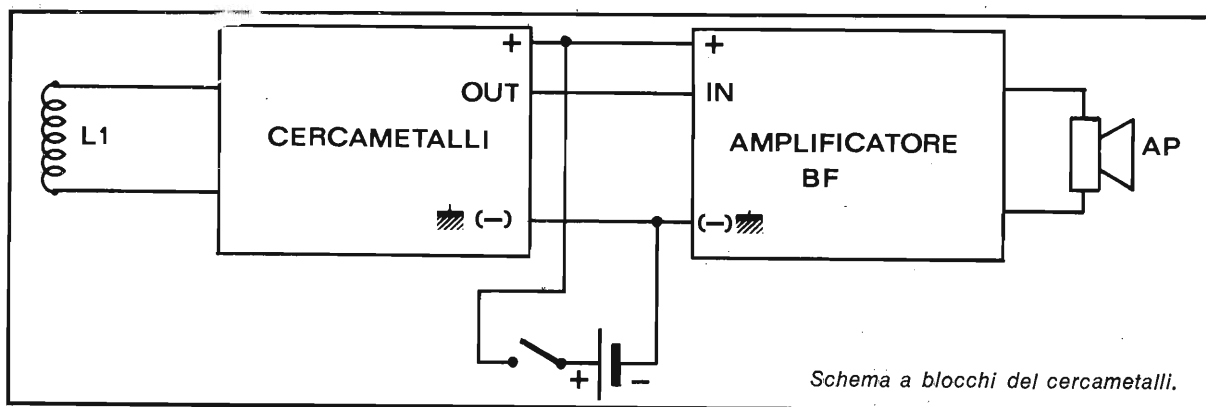 +
+
OUT
IN
L1
CERCAMETALLI
AMPLIFICATORE
BF
AP
(-)
(-)
+
-
Schema a blocchi del cercametalli.